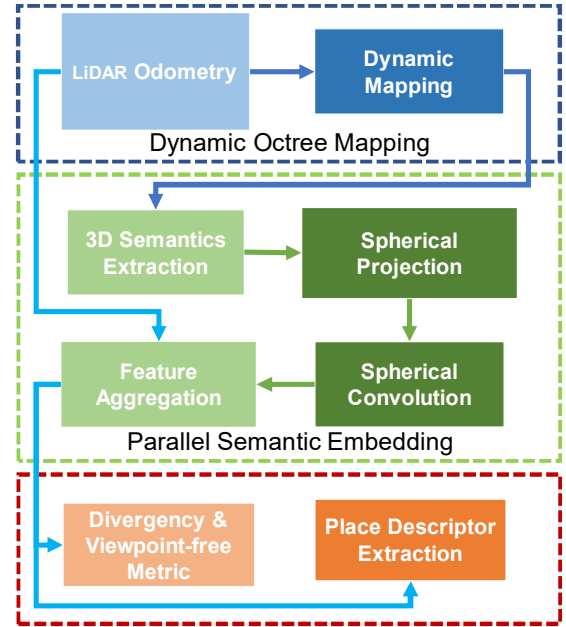 LiDAR Odometry
Dynamic
Mapping
Dynamic Octree Mapping
3D Semantics
Extraction
Spherical
Projection
Feature
Aggregation
Spherical
Convolution
Parallel Semantic Embedding
Divergency &
Viewpoint-free
Metric
Place Descriptor
Extraction